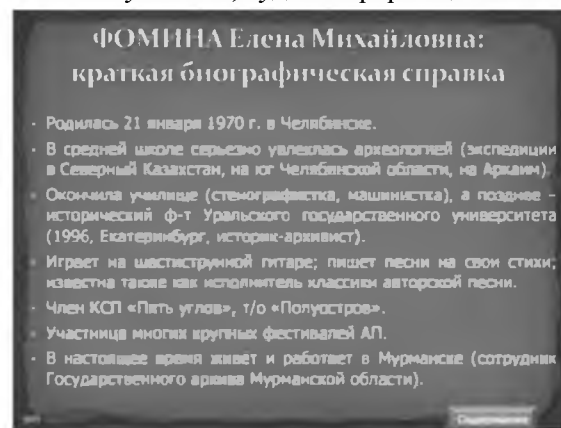 ФОМИНА Елена Михайловна:
краткая биографическая справка
- Родилась 21 января 1970 г. в Челябинске.
- В средней школе серьезно увлеклась археологией (экспедиции
в Северный Казахстан, на юг Челябинской области, на Аркаим).
- Окончила училище (стенографистка, машинистка), а позднее –
исторический ф-т Уральского государственного университета
(1996, Екатеринбург, историк-архивист).
- Играет на шестиструнной гитаре; пишет песни на свои стихи;
известна также как исполнитель классики авторской песни.
- Член КСП «Пять углов», т/о «Полуостров».
- Участница многих крупных фестивалей АП.
- В настоящее время живёт и работает в Мурманске (сотрудник
Государственного архива Мурманской области).
Содержание